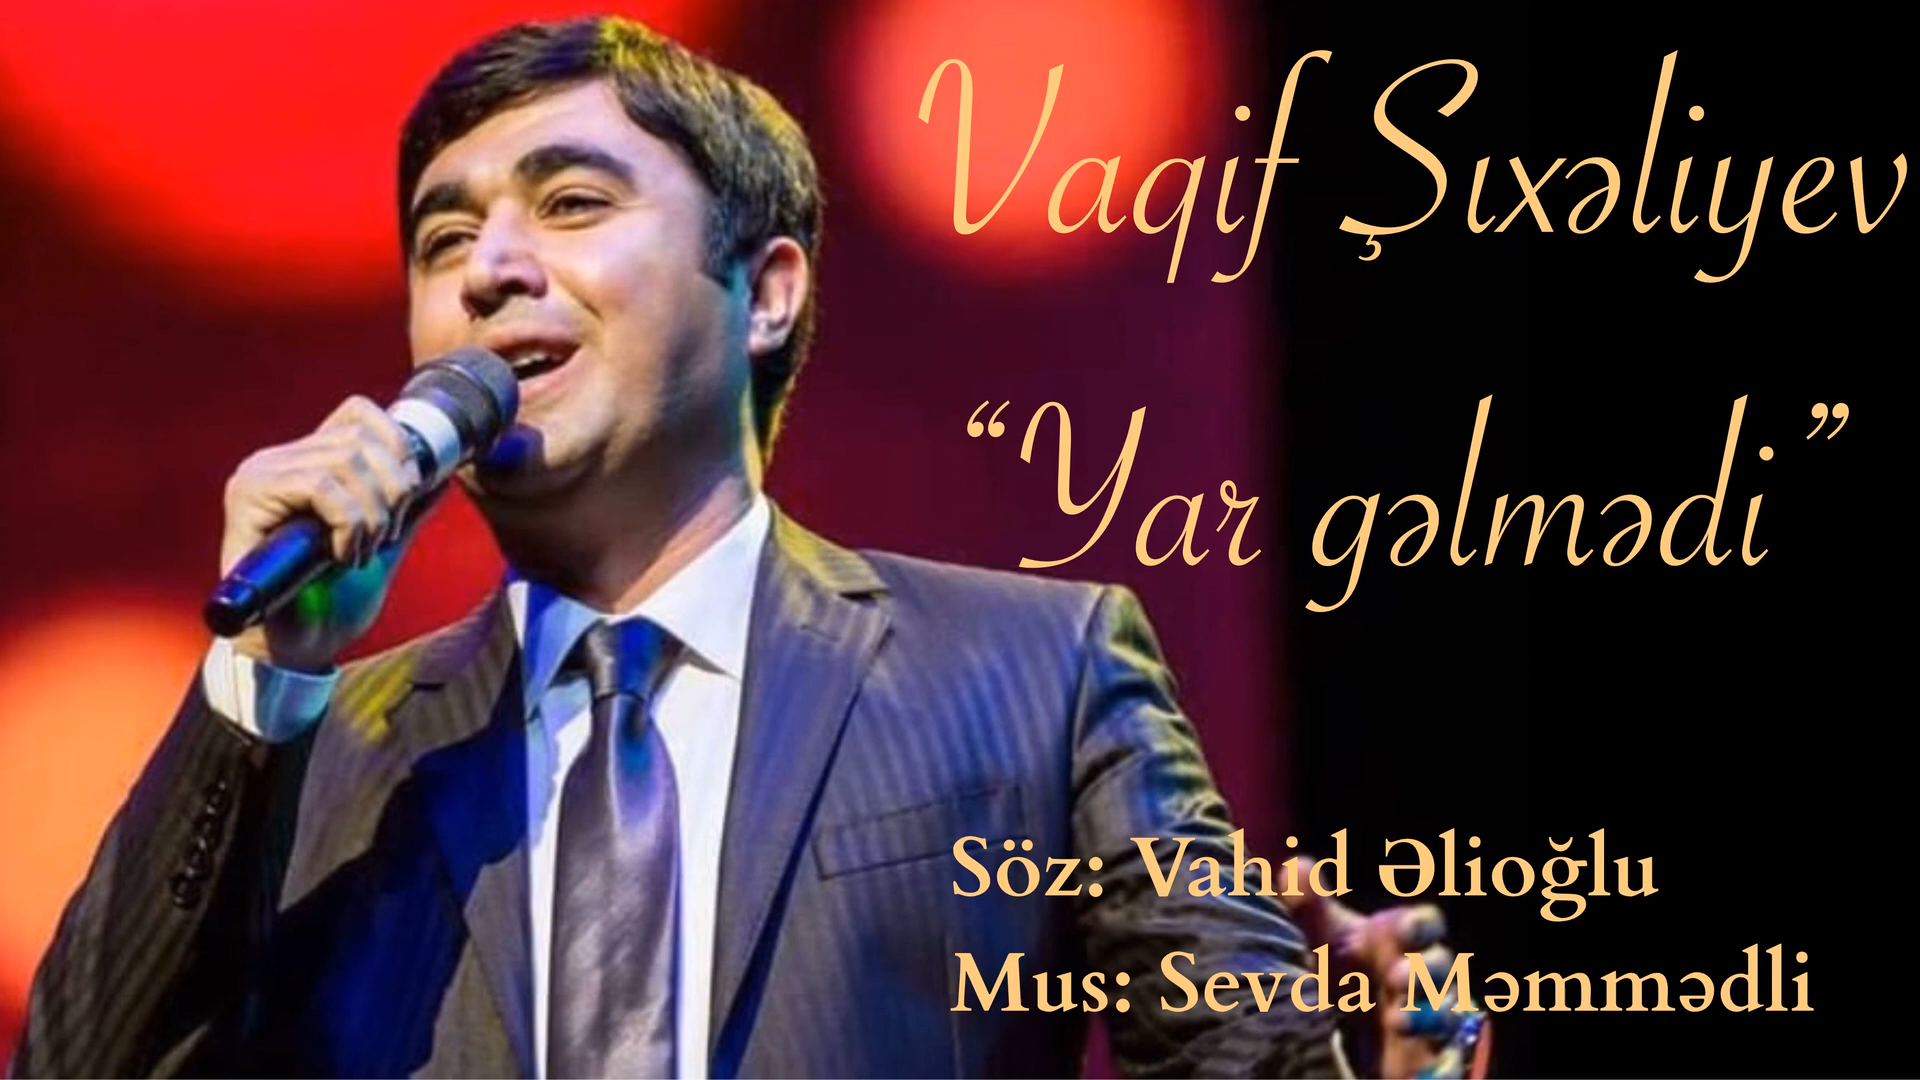 Vaqif Şıxəliyev
“Yar gəlmədi”
Söz: Vahid Əlioğlu
Mus: Sevda Məmmədli